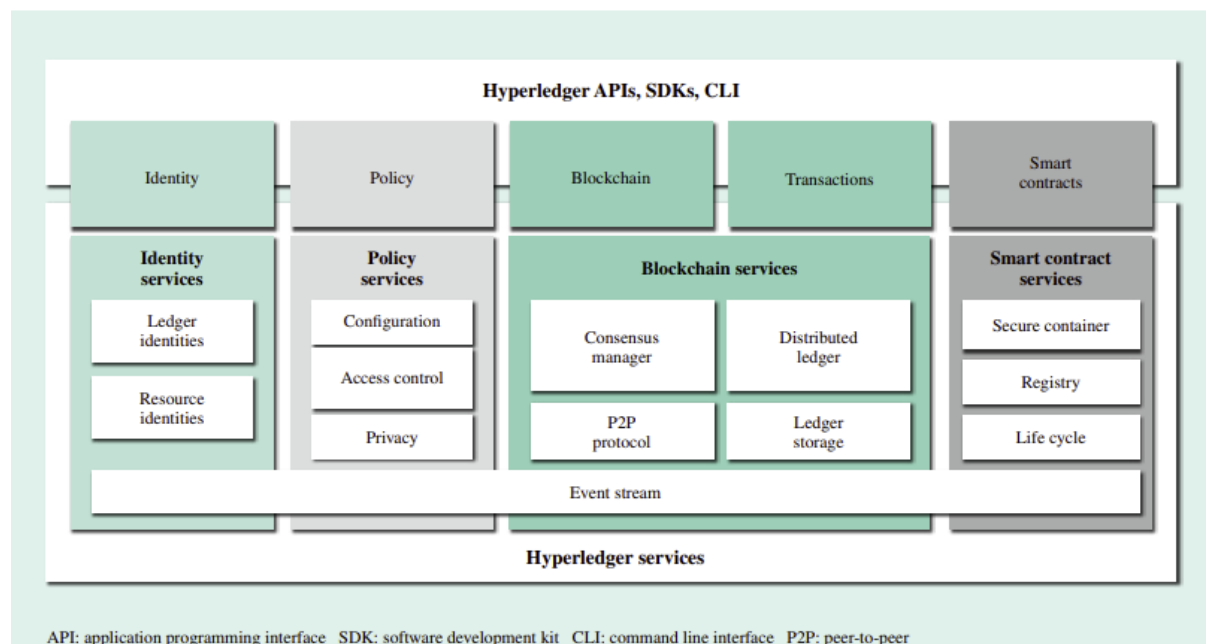 Hyperledger APIs, SDKs, CLI
Identity
Policy
Blockchain
Transactions
Smart
contracts
Identity
services
Ledger
identities
Resource
identities
Policy
services
Configuration
Access control
Privacy
Blockchain services
Consensus
manager
Distributed
ledger
P2P
protocol
Ledger
storage
Smart contract
services
Secure container
Registry
Life cycle
Event stream
Hyperledger services
API: application programming interface SDK: software development kit CLI: command line interface P2P: peer-to-peer